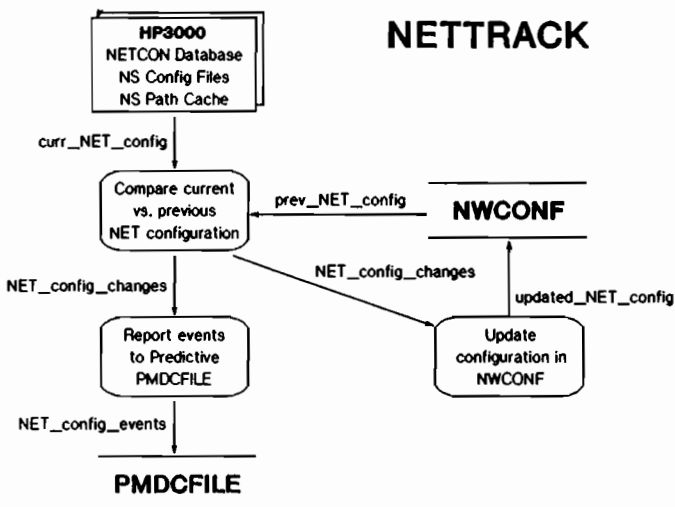 NETTRACK
HP3000
NETCON Database
NS Config Files
NS Path Cache
curr_NET_config
Compare current
vs. previous
NET configuration
prev_NET_config
NWCONF
NET_config_changes
NET_config_changes
updated_NET_config
Report events
to Predictive
PMDCFILE
Update
configuration in
NWCONF
NET_config_events
PMDCFILE